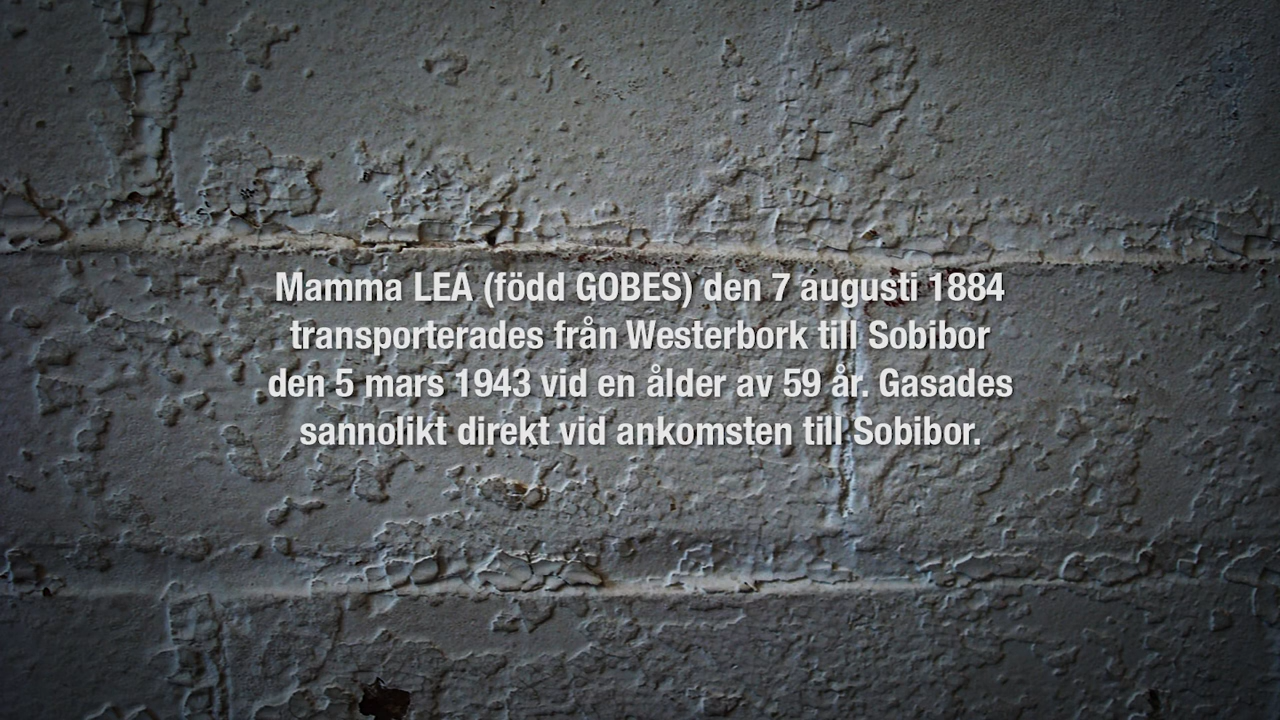 Mamma LEA (född GOBES) den 7 augusti 1884
transporterades från Westerbork till Sobibor
den 5 mars 1943 vid en ålder av 59 år. Gasades
sannolikt direkt vid ankomsten till Sobibor.